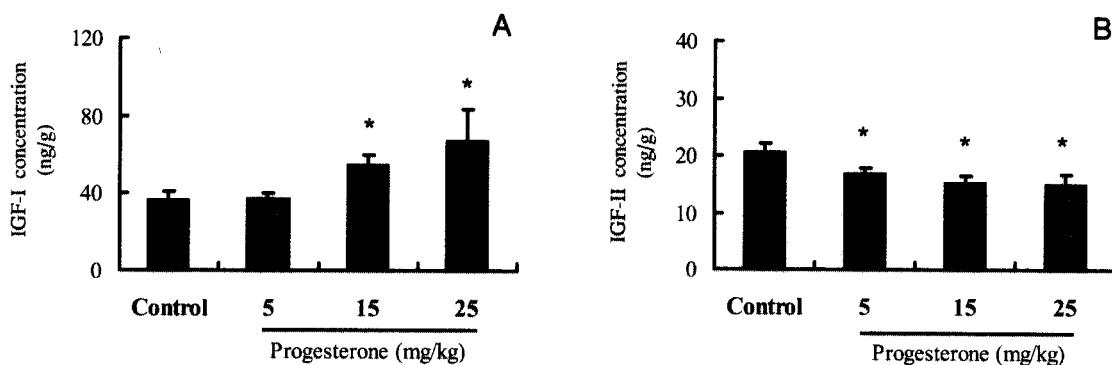 A
IGF-I concentration
(ng/g)
120
80
40
0
*
*
Control
5
15
25
Progesterone (mg/kg)
B
IGF-II concentration
(ng/g)
40
30
20
10
0
*
*
*
Control
5
15
25
Progesterone (mg/kg)